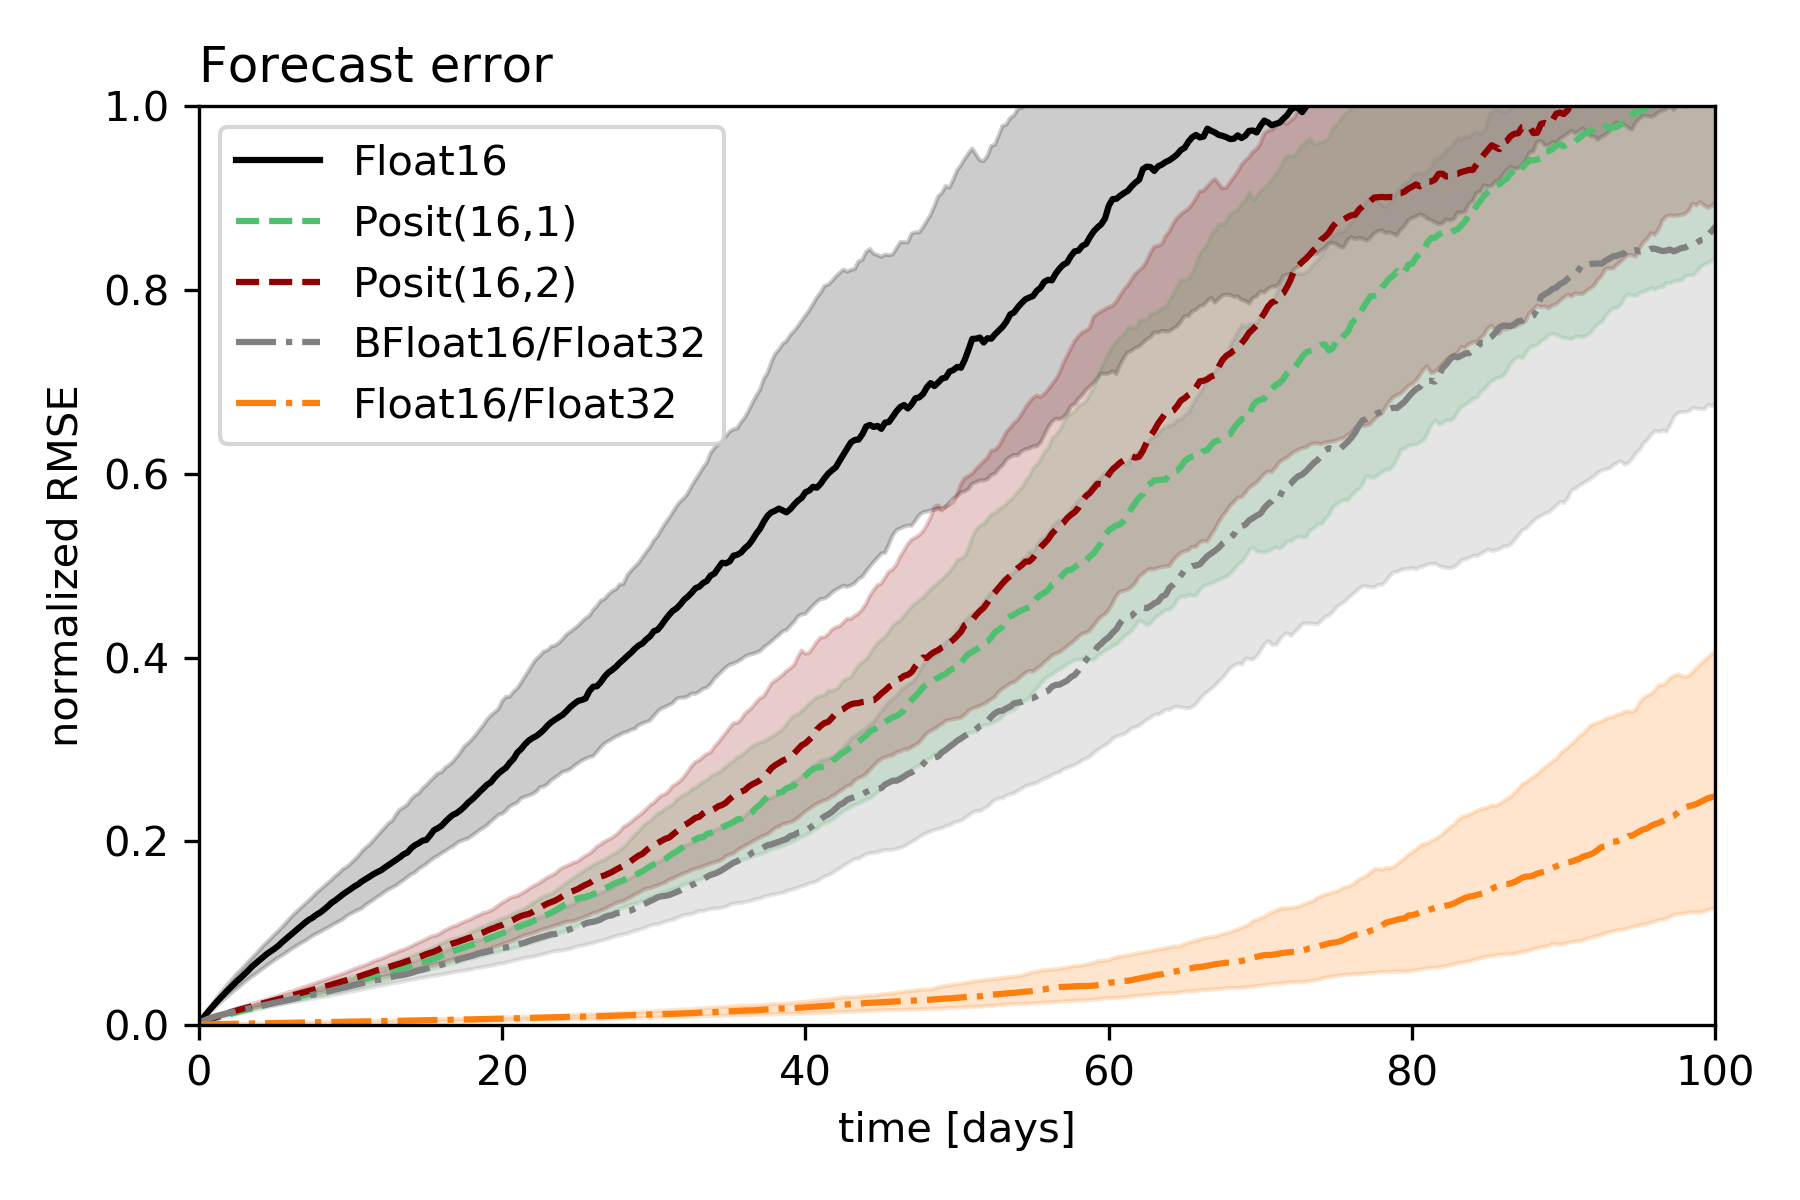 Forecast error
1.0
0.8
0.6
0.4
0.2
0.0
normalized RMSE
Float16
Posit(16,1)
Posit(16,2)
BFloat16/Float32
Float16/Float32
0 20 40 60 80 100
time [days]